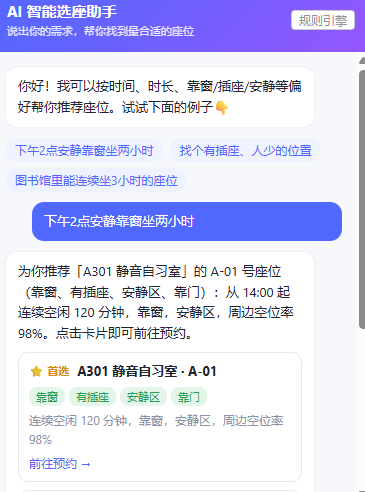 AI 智能选座助手
说出你的需求，帮你找到最合适的座位
规则引擎
你好！我可以按时间、时长、靠窗/插座/安静等偏
好帮你推荐座位。试试下面的例子👇
下午2点安静靠窗坐两小时
找个有插座、人少的位置
图书馆里能连续坐3小时的座位
下午2点安静靠窗坐两小时
为你推荐「A301 静音自习室」的 A-01 号座位
（靠窗、有插座、安静区、靠门）：从 14:00 起
连续空闲 120 分钟，靠窗，安静区，周边空位率
98%。点击卡片即可前往预约。
⭐ 首选 A301 静音自习室 · A-01
靠窗 有插座 安静区 靠门
连续空闲 120 分钟，靠窗，安静区，周边空位率
98%
前往预约 →